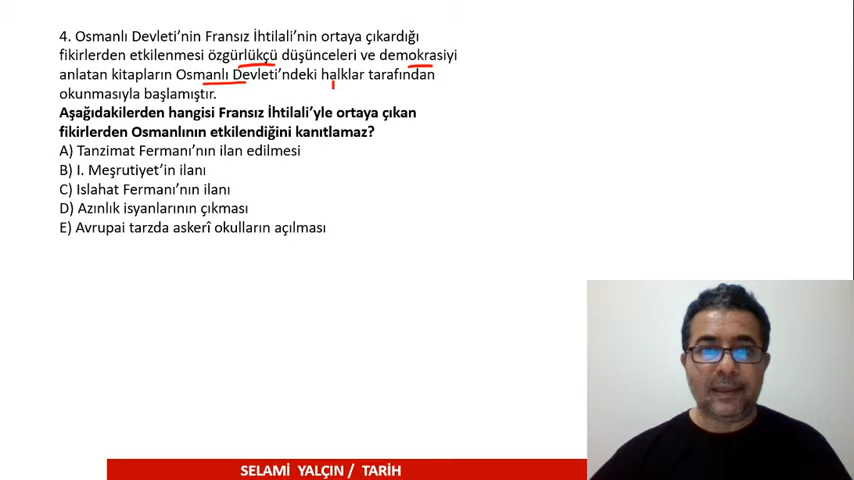 4. Osmanlı Devleti’nin Fransız İhtilali’nin ortaya çıkardığı
fikirlerden etkilenmesi özgürlükçü düşünceleri ve demokrasiyi
anlatan kitapların Osmanlı Devleti’ndeki halklar tarafından
okunmasıyla başlamıştır.
Aşağıdakilerden hangisi Fransız İhtilali’yle ortaya çıkan
fikirlerden Osmanlının etkilendiğini kanıtlamaz?
A) Tanzimat Fermanı’nın ilan edilmesi
B) I. Meşrutiyet’in ilanı
C) Islahat Fermanı’nın ilanı
D) Azınlık isyanlarının çıkması
E) Avrupai tarzda askerî okulların açılması
SELAMİ YALÇIN / TARİH